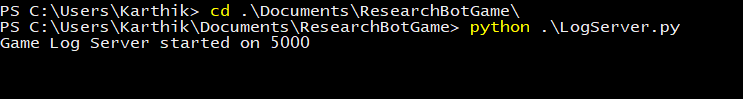 PS C:\Users\Karthik> cd .\Documents\ResearchBotGame\
PS C:\Users\Karthik\Documents\ResearchBotGame> python .\LogServer.py
Game Log Server started on 5000